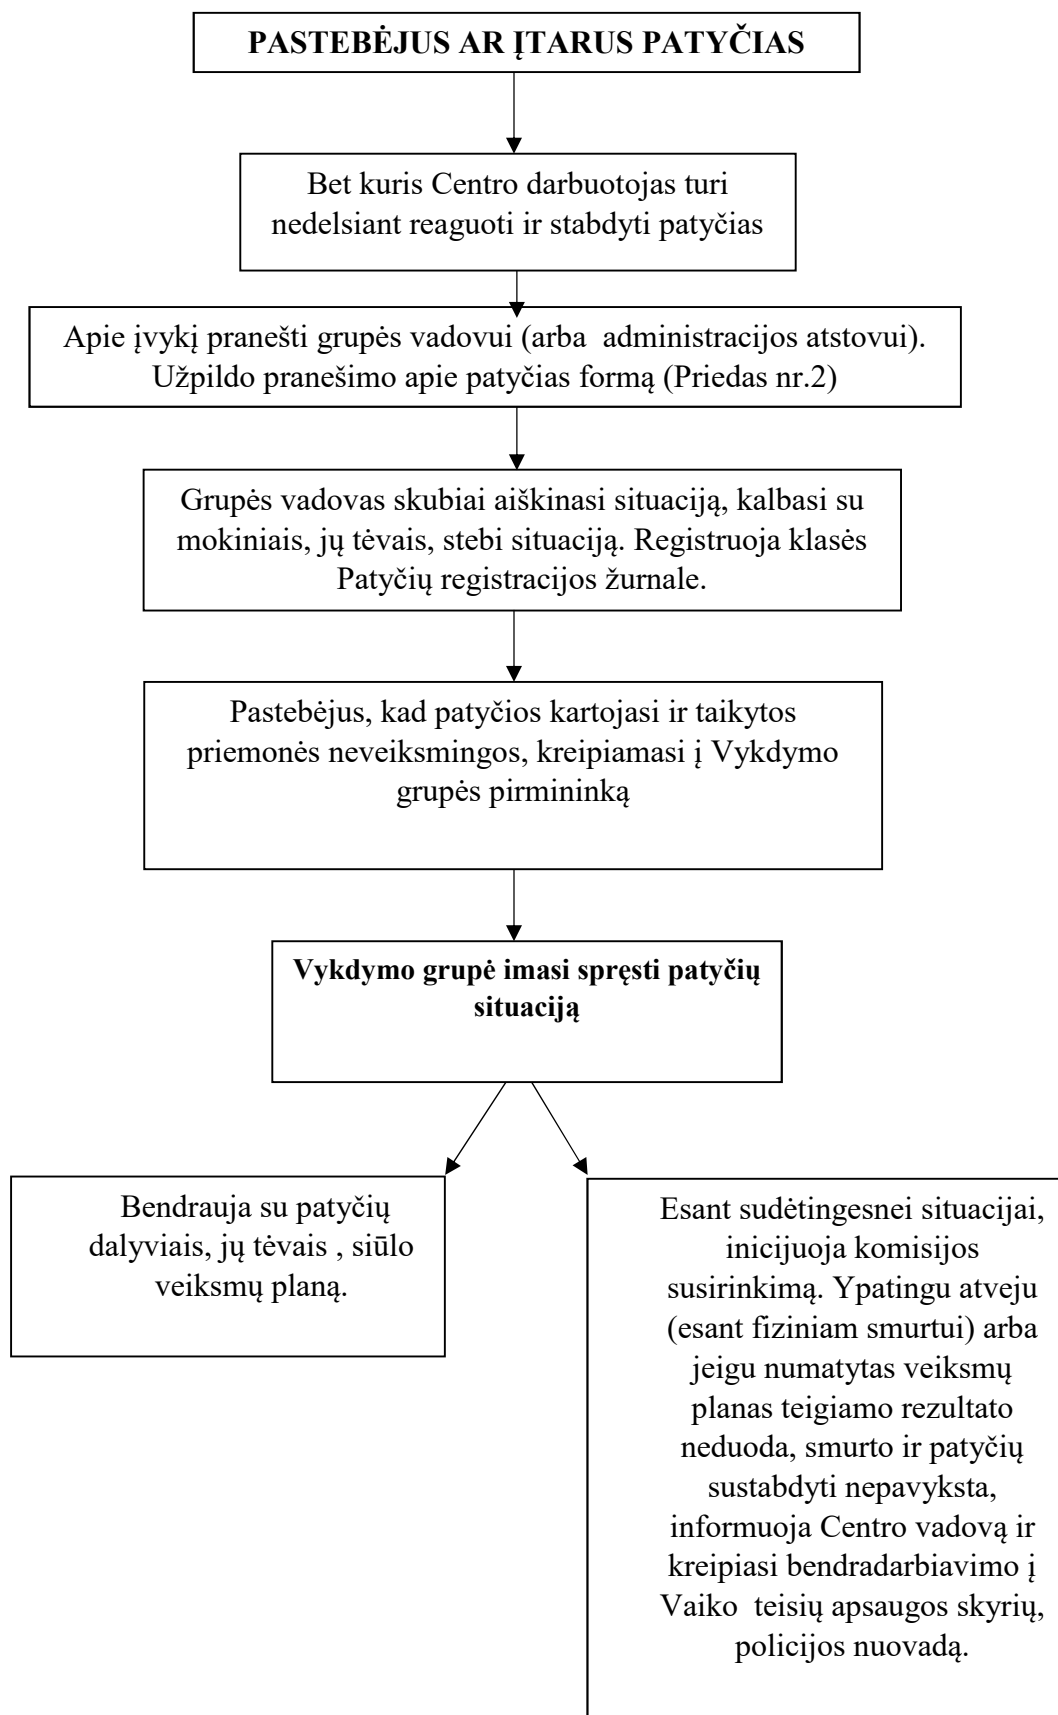 PASTEBĖJUS AR ĮTARUS PATYČIAS
Bet kuris Centro darbuotojas turi
nedelsiant reaguoti ir stabdyti patyčias
Apie įvykį pranešti grupės vadovui (arba  administracijos atstovui).
Užpildo pranešimo apie patyčias formą (Priedas nr.2)
Grupės vadovas skubiai aiškinasi situaciją, kalbasi su
mokiniais, jų tėvais, stebi situaciją. Registruoja klasės
Patyčių registracijos žurnale.
Pastebėjus, kad patyčios kartojasi ir taikytos
priemonės neveiksmingos, kreipiamasi į Vykdymo
grupės pirmininką
Vykdymo grupė imasi spręsti patyčių
situaciją
Bendrauja su patyčių
dalyviais, jų tėvais , siūlo
veiksmų planą.
Esant sudėtingesnei situacijai,
inicijuoja komisijos
susirinkimą. Ypatingu atveju
(esant fiziniam smurtui) arba
jeigu numatytas veiksmų
planas teigiamo rezultato
neduoda, smurto ir patyčių
sustabdyti nepavyksta,
informuoja Centro vadovą ir
kreipiasi bendradarbiavimo į
Vaiko  teisių apsaugos skyrių,
policijos nuovadą.